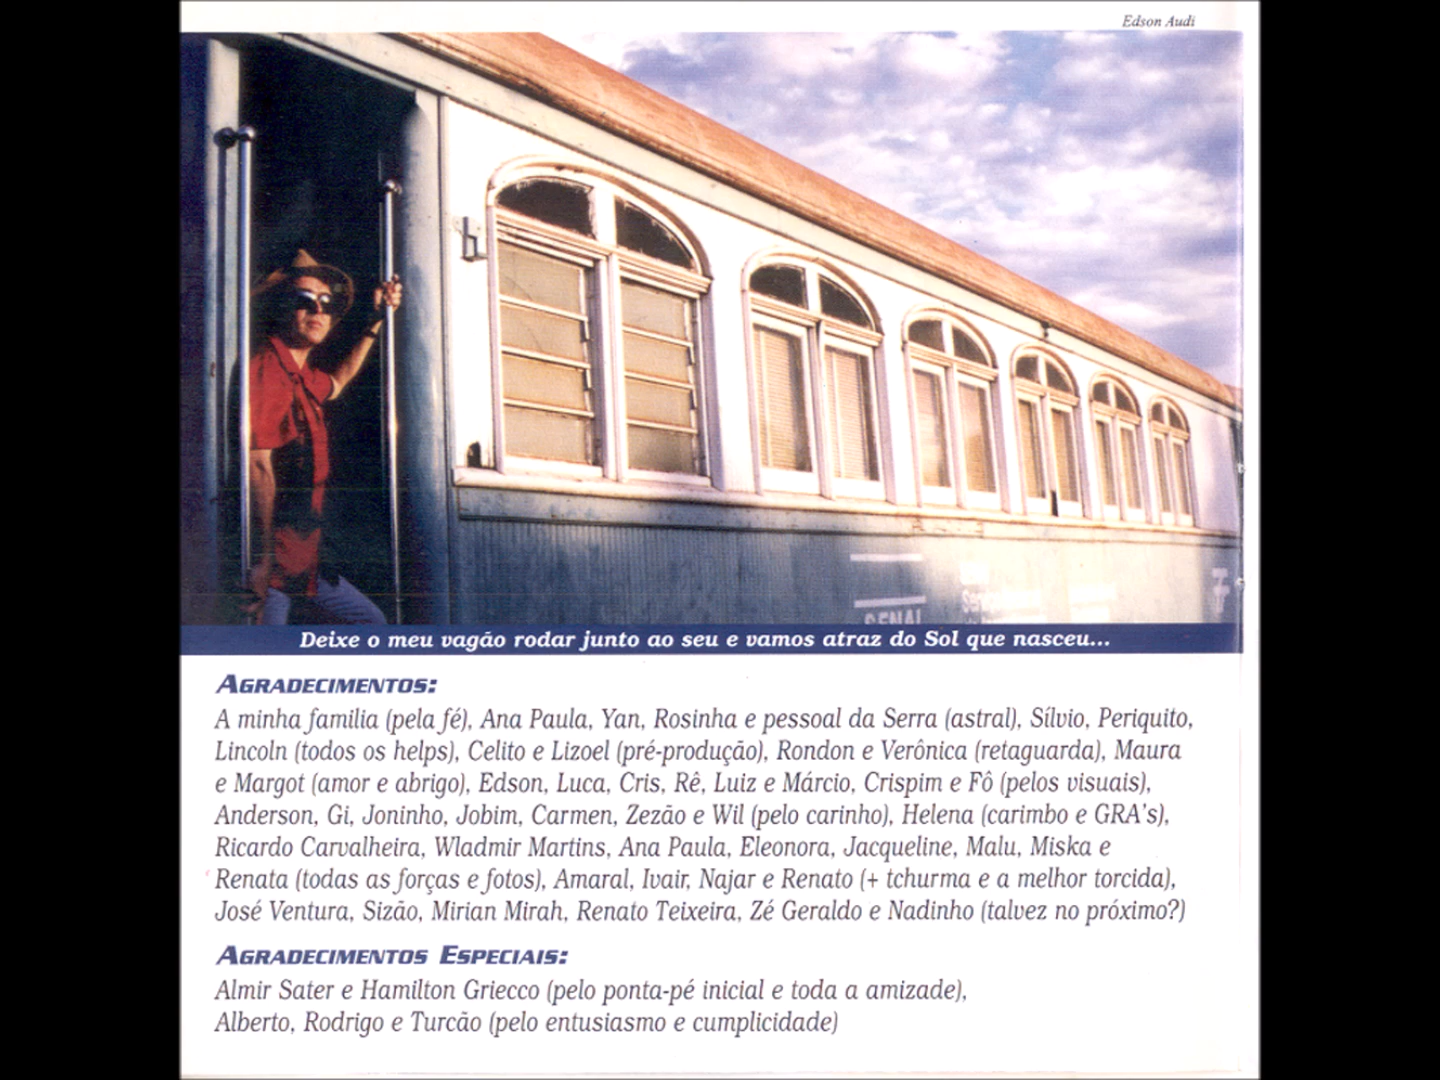 Edson Audi
SENAI
Deixe o meu vagão rodar junto ao seu e vamos atraz do Sol que nasceu...
AGRADECIMENTOS:
A minha familia (pela fé), Ana Paula, Yan, Rosinha e pessoal da Serra (astral), Sílvio, Periquito,
Lincoln (todos os helps), Celito e Lizoel (pré-produção), Rondon e Verônica (retaguarda), Maura
e Margot (amor e abrigo), Edson, Luca, Cris, Rê, Luiz e Márcio, Crispim e Fô (pelos visuais),
Anderson, Gi, Joninho, Jobim, Carmen, Zezão e Wil (pelo carinho), Helena (carimbo e GRA's),
Ricardo Carvalheira, Wladmir Martins, Ana Paula, Eleonora, Jacqueline, Malu, Miska e
Renata (todas as forças e fotos), Amaral, Ivair, Najar e Renato (+ tchurma e a melhor torcida),
José Ventura, Sizão, Mirian Mirah, Renato Teixeira, Zé Geraldo e Nadinho (talvez no próximo?)
AGRADECIMENTOS ESPECIAIS:
Almir Sater e Hamilton Griecco (pelo ponta-pé inicial e toda a amizade),
Alberto, Rodrigo e Turcão (pelo entusiasmo e cumplicidade)